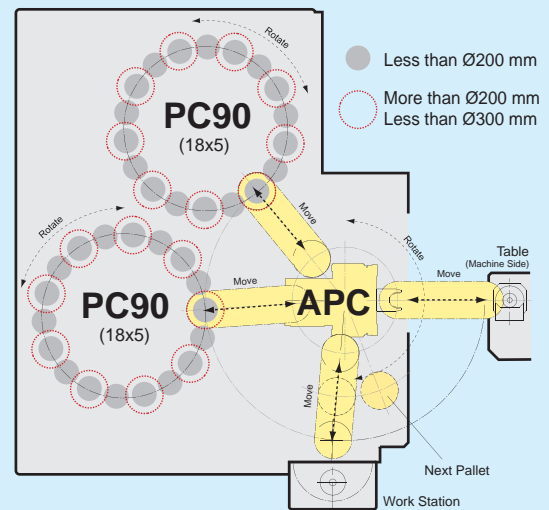 Rotate
Less than Ø200 mm
More than Ø200 mm
Less than Ø300 mm
PC90
(18x5)
Move
Rotate
Rotate
Table
(Machine Side)
Move
Move
PC90
(18x5)
APC
Move
Next Pallet
Work Station